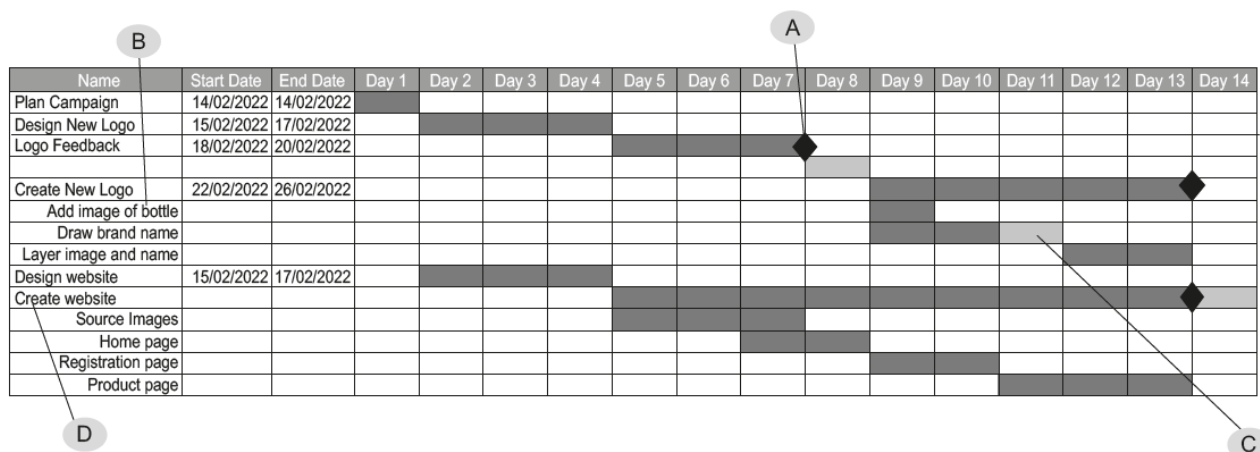 A
B
Name Start Date End Date Day 1 Day 2 Day 3 Day 4 Day 5 Day 6 Day 7 Day 8 Day 9 Day 10 Day 11 Day 12 Day 13 Day 14
Plan Campaign 14/02/2022 14/02/2022
Design New Logo 15/02/2022 17/02/2022
Logo Feedback 18/02/2022 20/02/2022
Create New Logo 22/02/2022 26/02/2022
Add image of bottle
Draw brand name
Layer image and name
Design website 15/02/2022 17/02/2022
Create website
Source Images
Home page
Registration page
Product page
D
C